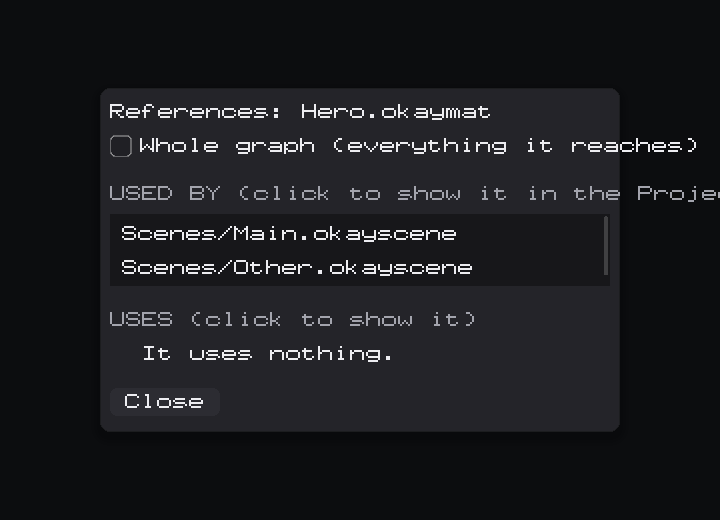 References: Hero.okaymat
Whole graph (everything it reaches)
USED BY (click to show it in the
Scenes/Main.okayscene
Scenes/Other.okayscene
USES (click to show it)
It uses nothing.
Close